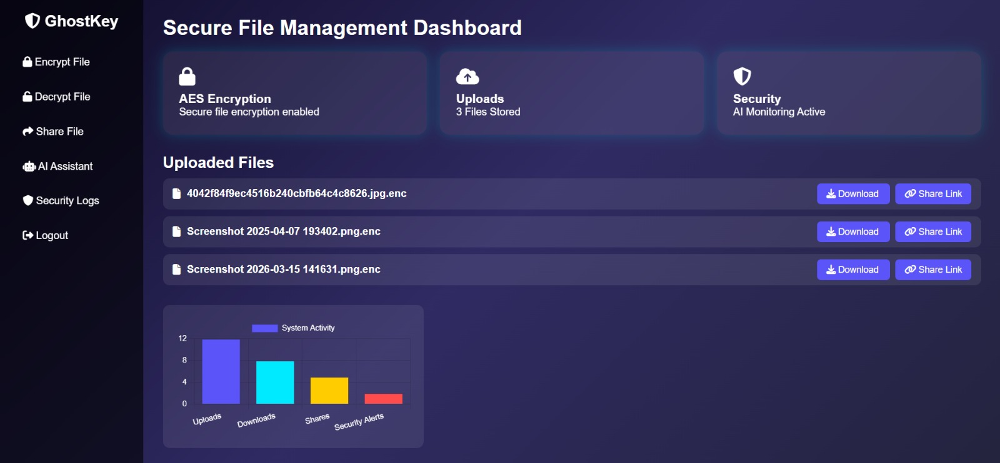 GhostKey
Encrypt File
Decrypt File
Share File
AI Assistant
Security Logs
Logout
Secure File Management Dashboard
AES Encryption
Secure file encryption enabled
Uploads
3 Files Stored
Security
AI Monitoring Active
Uploaded Files
4042f84f9ec4516b240cbfb64c4c8626.jpg.enc
Download
Share Link
Screenshot 2025-04-07 193402.png.enc
Download
Share Link
Screenshot 2026-03-15 141631.png.enc
Download
Share Link
System Activity
12
8
4
0
Uploads
Downloads
Shares
Security Alerts